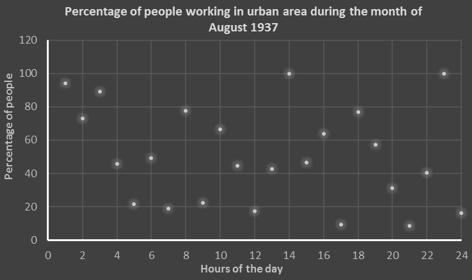 Percentage of people working in urban area during the month of
August 1937
120
100
80
60
40
20
0
Percentage of people
0 2 4 6 8 10 12 14 16 18 20 22 24
Hours of the day